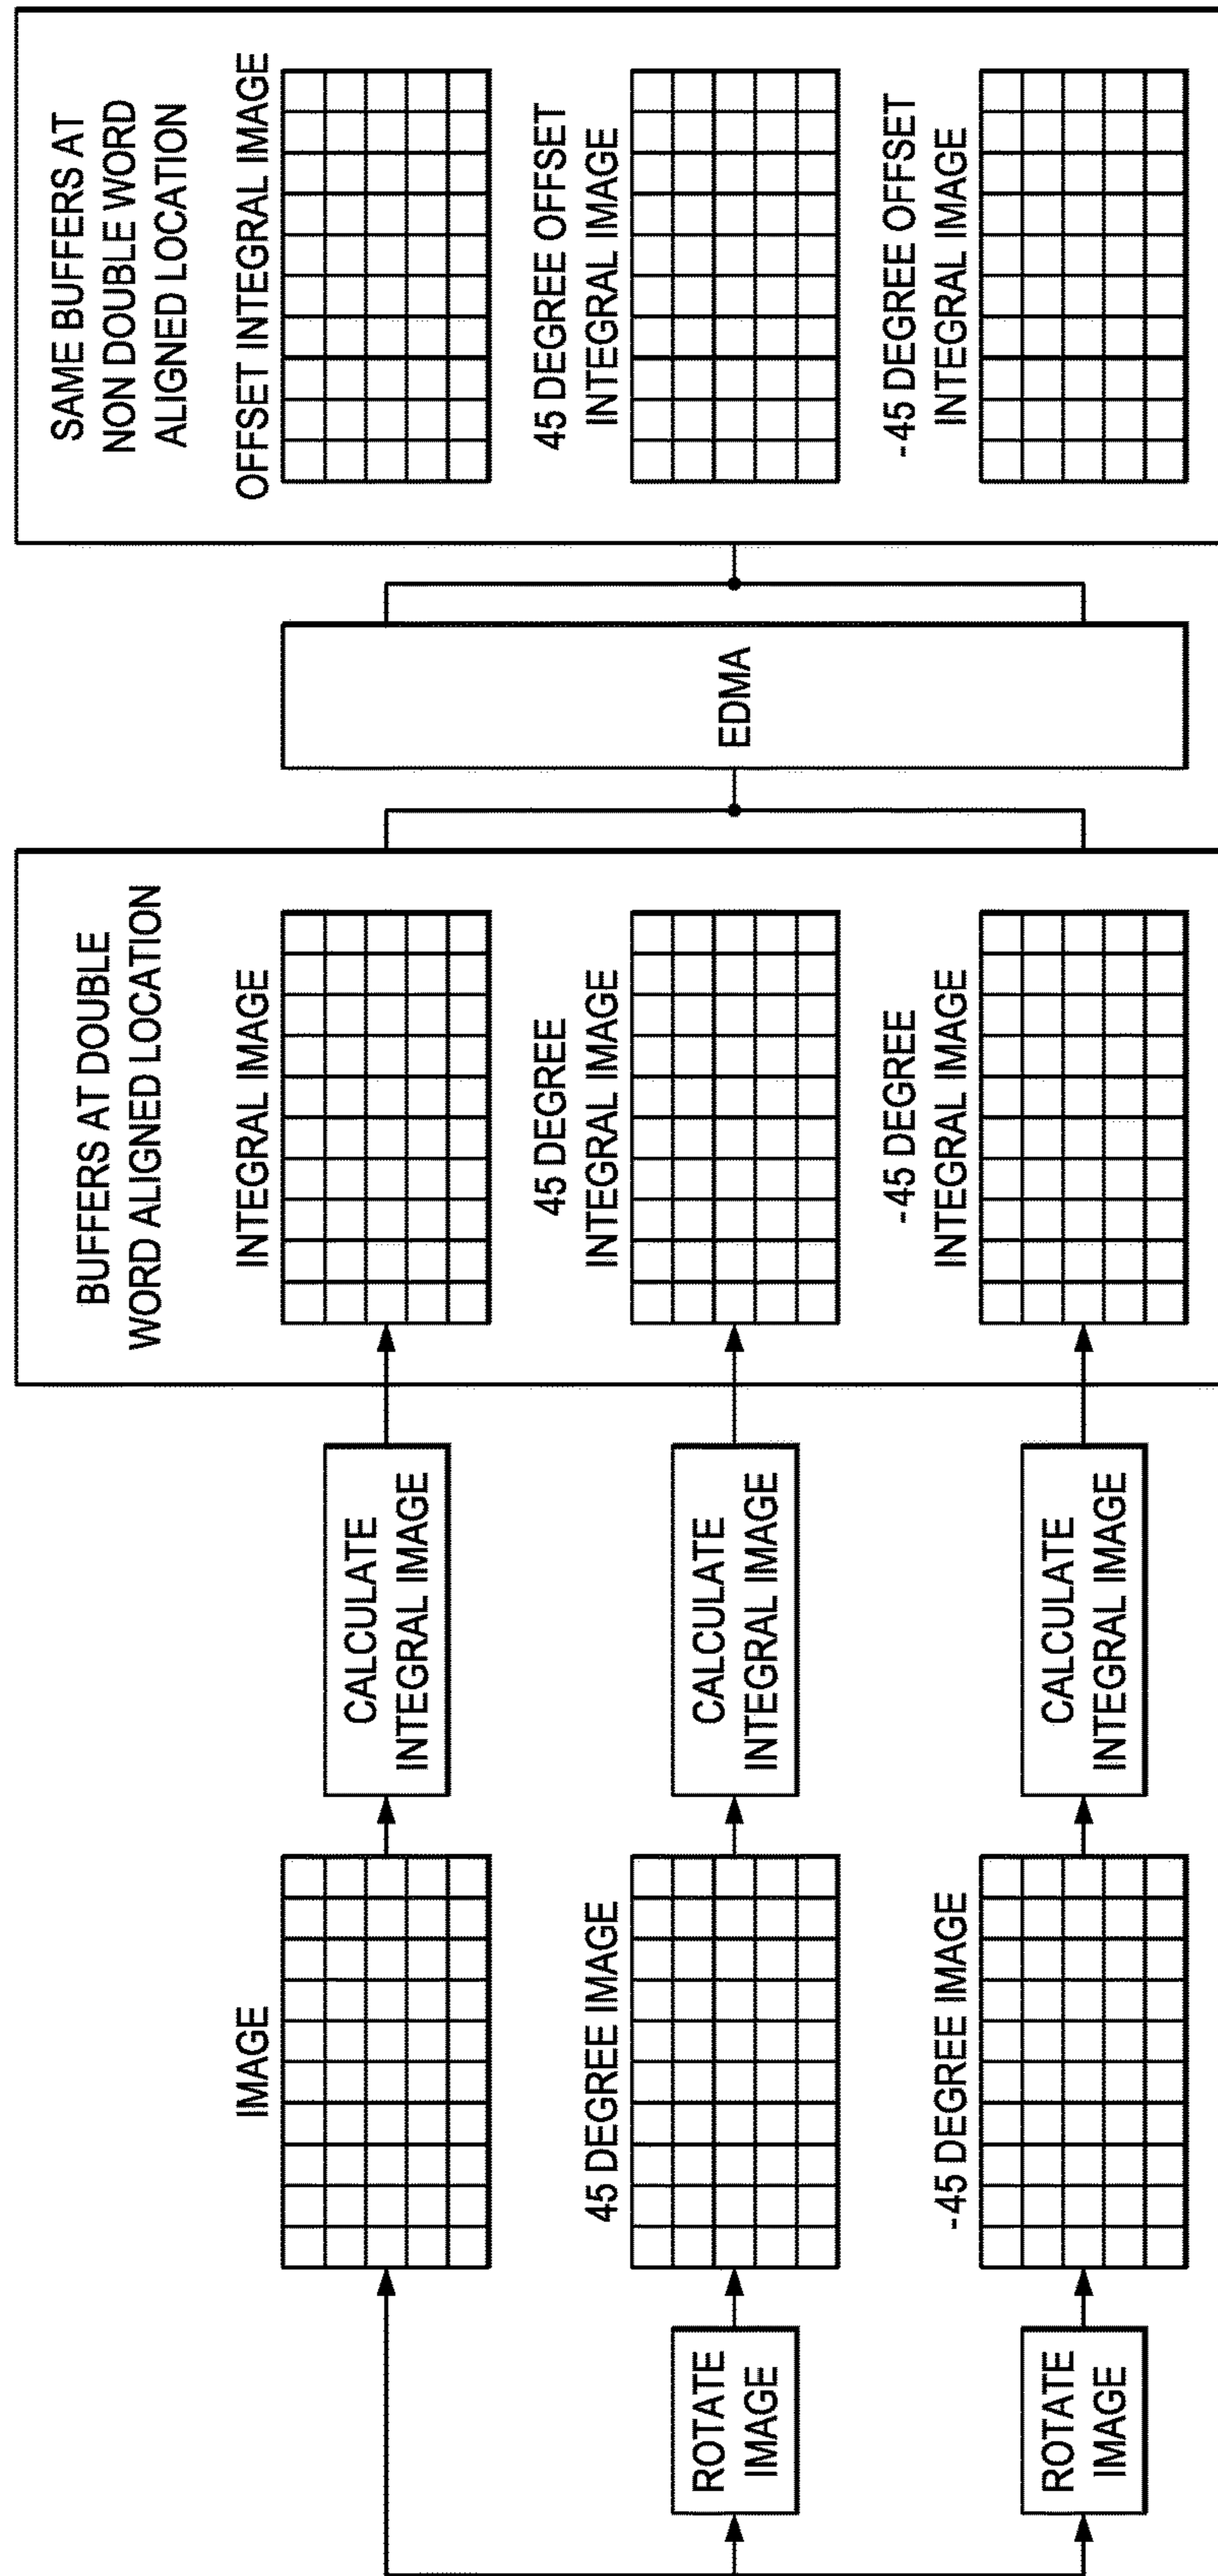 IMAGE
ROTATE
IMAGE
45 DEGREE IMAGE
ROTATE
IMAGE
-45 DEGREE IMAGE
CALCULATE
INTEGRAL IMAGE
CALCULATE
INTEGRAL IMAGE
CALCULATE
INTEGRAL IMAGE
BUFFERS AT DOUBLE
WORD ALIGNED LOCATION
INTEGRAL IMAGE
45 DEGREE
INTEGRAL IMAGE
-45 DEGREE
INTEGRAL IMAGE
EDMA
SAME BUFFERS AT
NON DOUBLE WORD
ALIGNED LOCATION
OFFSET INTEGRAL IMAGE
45 DEGREE OFFSET
INTEGRAL IMAGE
-45 DEGREE OFFSET
INTEGRAL IMAGE